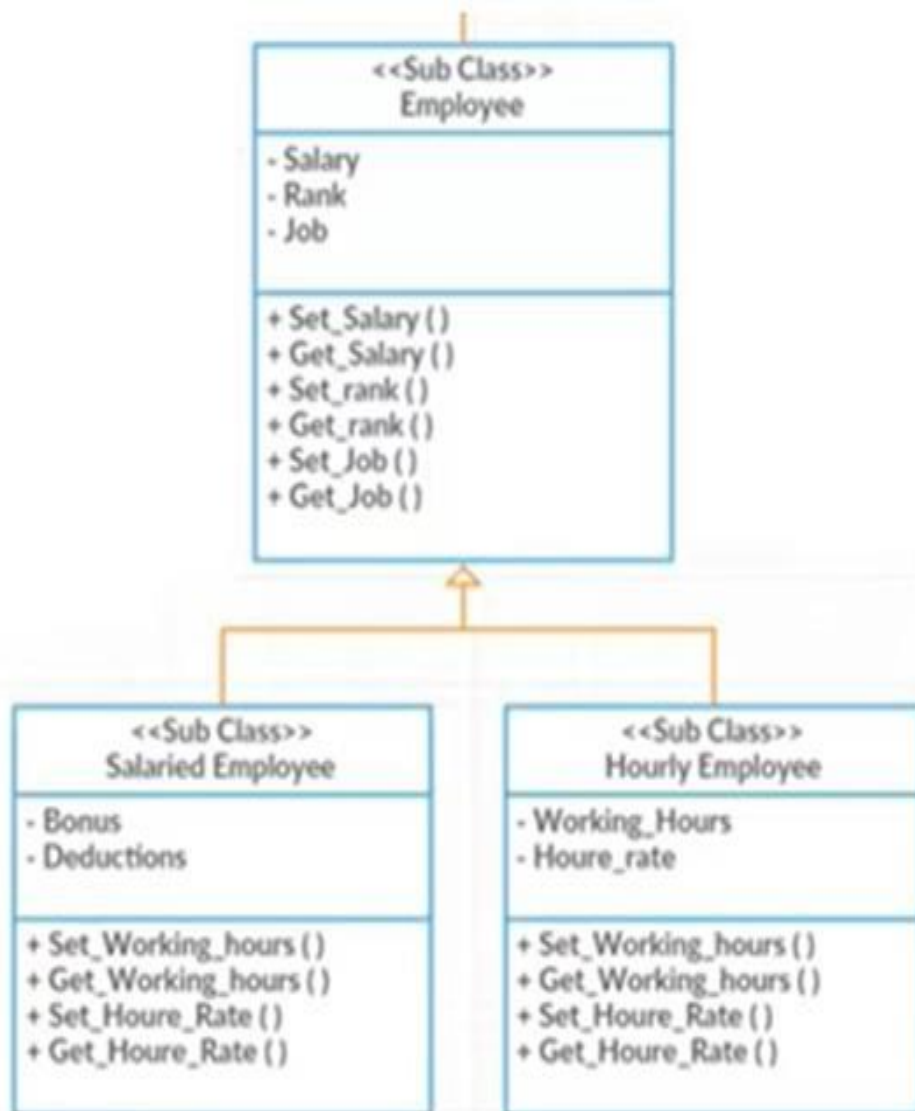 <<Sub Class>>
Employee
- Salary
- Rank
- Job
+ Set_Salary ( )
+ Get_Salary ( )
+ Set_rank ( )
+ Get_rank ( )
+ Set_Job ( )
+ Get_Job ( )
<<Sub Class>>
Salaried Employee
- Bonus
- Deductions
+ Set_Working_hours ( )
+ Get_Working_hours ( )
+ Set_Houre_Rate ( )
+ Get_Houre_Rate ( )
<<Sub Class>>
Hourly Employee
- Working_Hours
- Houre_rate
+ Set_Working_hours ( )
+ Get_Working_hours ( )
+ Set_Houre_Rate ( )
+ Get_Houre_Rate ( )